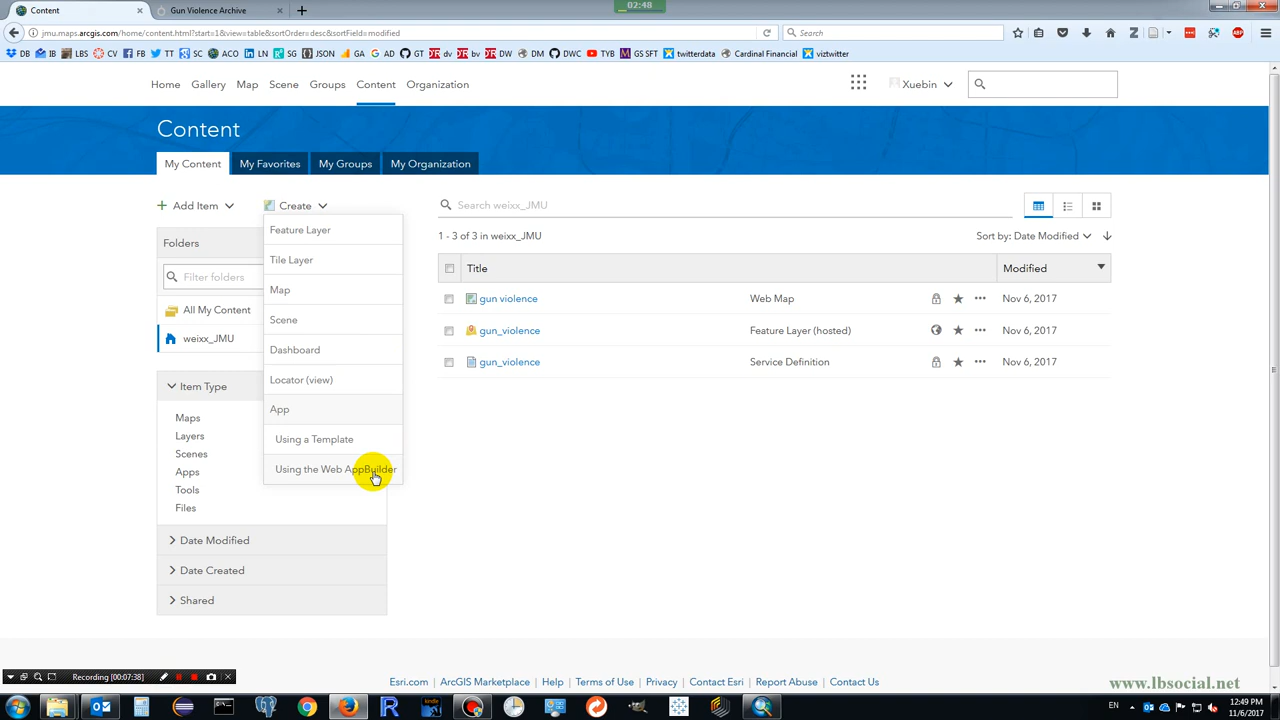 02:48
Content
Gun Violence Archive
jmu.maps.arcgis.com/home/content.html?start=1&view=table&sortOrder=desc&sortField=modified
Search
DB IB LBS CV FB TT SC ACO LN SG JSON GA AD GT dv bv DW DM DWC TYB GS SFT twitterdata Cardinal Financial viztwitter
Home Gallery Map Scene Groups Content Organization
Xuebin
Content
My Content My Favorites My Groups My Organization
Add Item Create
Search weixx_JMU
Feature Layer
Folders
1 - 3 of 3 in weixx_JMU
Sort by: Date Modified
Tile Layer
Title Modified
Filter folders
Map
gun violence Web Map Nov 6, 2017
All My Content
Scene
gun_violence Feature Layer (hosted) Nov 6, 2017
weixx_JMU
Dashboard
gun_violence Service Definition Nov 6, 2017
Locator (view)
Item Type
App
Maps
Layers
Using a Template
Scenes
Using the Web AppBuilder
Apps
Tools
Files
Date Modified
Date Created
Shared
Recording [00:07:38]
Esri.com ArcGIS Marketplace Help Terms of Use Privacy Contact Esri Report Abuse Contact Us
www.lbsocial.net
EN
12:49 PM
11/6/2017